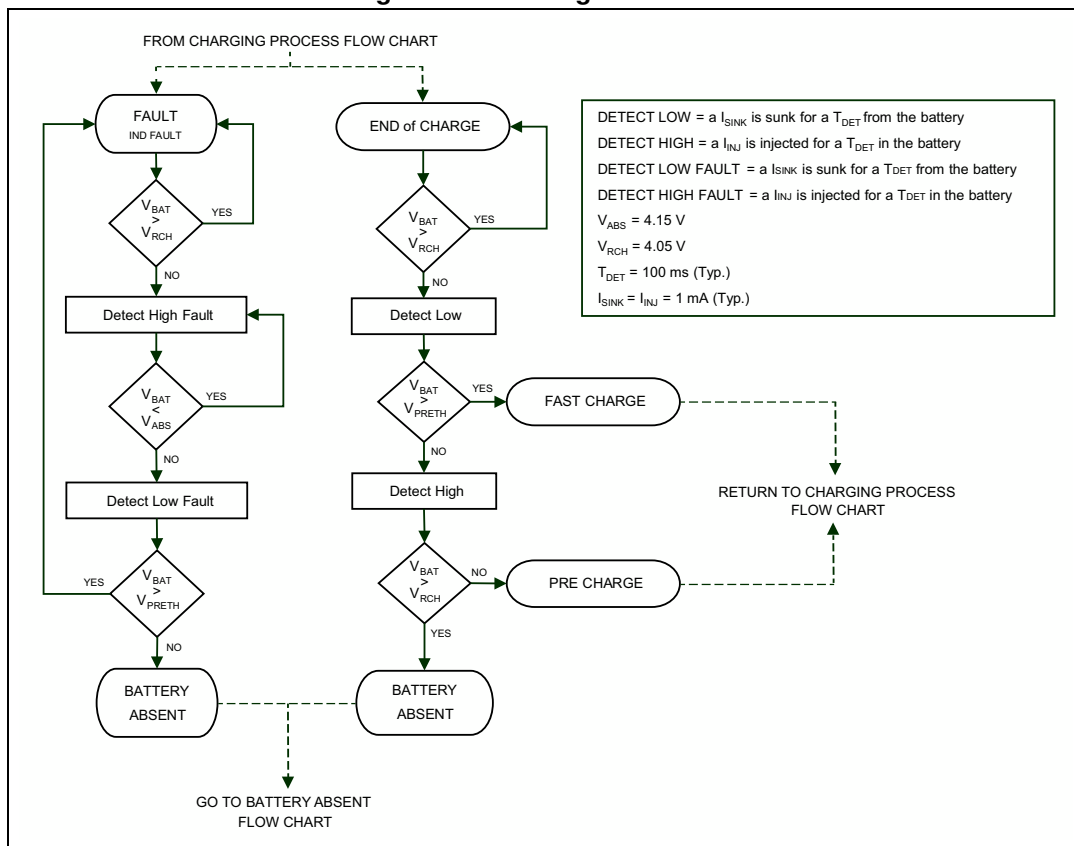 FROM CHARGING PROCESS FLOW CHART
FAULT
IND FAULT
V_BAT
>
V_RCH
YES
NO
Detect High Fault
V_BAT
<
V_ABS
YES
NO
Detect Low Fault
V_BAT
>
V_PRETH
YES
NO
BATTERY
ABSENT
END of CHARGE
V_BAT
>
V_RCH
YES
NO
Detect Low
V_BAT
>
V_PRETH
YES
FAST CHARGE
NO
Detect High
V_BAT
>
V_RCH
NO
PRE CHARGE
YES
BATTERY
ABSENT
DETECT LOW = a I_SINK is sunk for a T_DET from the battery
DETECT HIGH = a I_INJ is injected for a T_DET in the battery
DETECT LOW FAULT = a ISINK is sunk for a TDET from the battery
DETECT HIGH FAULT = a IINJ is injected for a TDET in the battery
V_ABS = 4.15 V
V_RCH = 4.05 V
T_DET = 100 ms (Typ.)
I_SINK = I_INJ = 1 mA (Typ.)
RETURN TO CHARGING PROCESS
FLOW CHART
GO TO BATTERY ABSENT
FLOW CHART